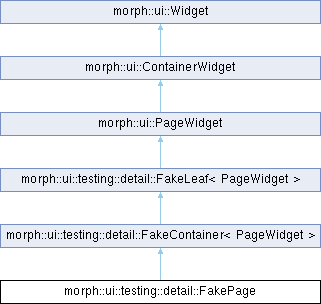 morph::ui::Widget
morph::ui::ContainerWidget
morph::ui::PageWidget
morph::ui::testing::detail::FakeLeaf< PageWidget >
morph::ui::testing::detail::FakeContainer< PageWidget >
morph::ui::testing::detail::FakePage